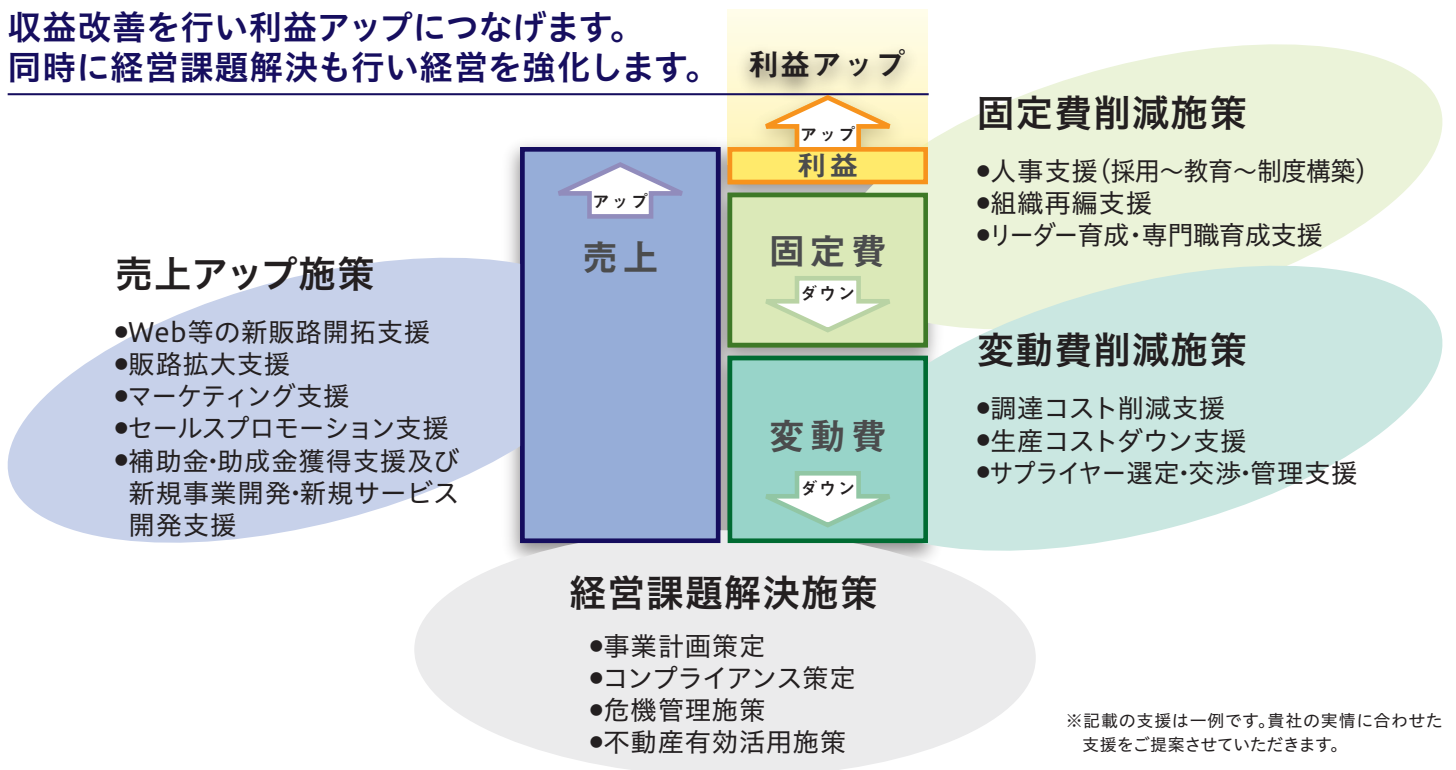 収益改善を行い利益アップにつなげます。
同時に経営課題解決も行い経営を強化します。
利益アップ
アップ
利益
アップ
売上
固定費
ダウン
変動費
ダウン
売上アップ施策
●Web等の新販路開拓支援
●販路拡大支援
●マーケティング支援
●セールスプロモーション支援
●補助金・助成金獲得支援及び
新規事業開発・新規サービス
開発支援
固定費削減施策
●人事支援(採用〜教育〜制度構築)
●組織再編支援
●リーダー育成・専門職育成支援
変動費削減施策
●調達コスト削減支援
●生産コストダウン支援
●サプライヤー選定・交渉・管理支援
経営課題解決施策
●事業計画策定
●コンプライアンス策定
●危機管理施策
●不動産有効活用施策
※記載の支援は一例です。貴社の実情に合わせた
支援をご提案させていただきます。